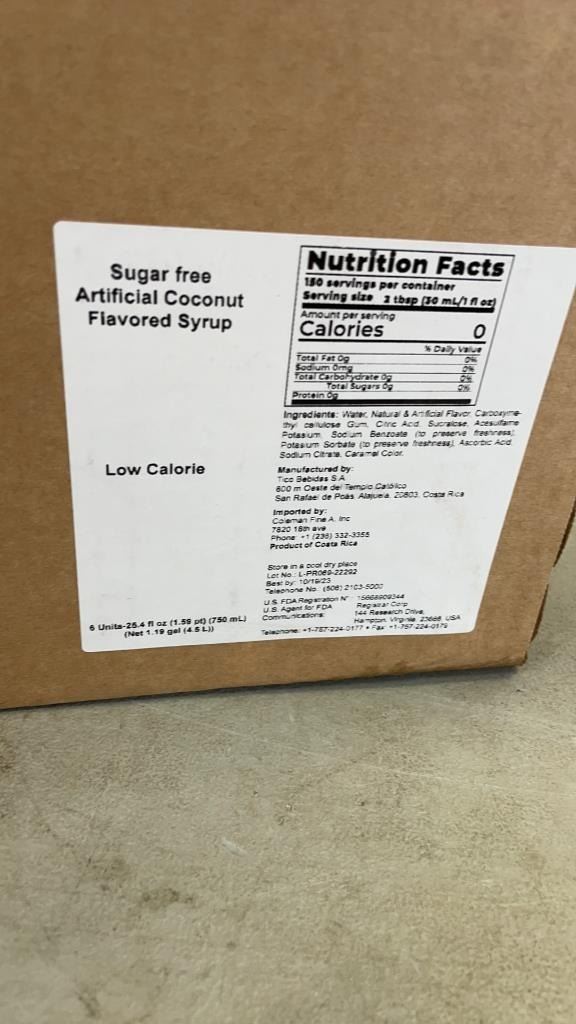 Sugar free
Artificial Coconut
Flavored Syrup
Low Calorie
6 Units-25.4 fl oz (1.59 pt) (750 mL)
(Net 1.19 gal (4.5 L))
Nutrition Facts
150 servings per container
Serving size 2 tbsp (30 mL/1 fl oz)
Amount per serving
Calories 0
% Daily Value
Total Fat 0g 0%
Sodium 0mg 0%
Total Carbohydrate 0g 0%
Total Sugars 0g 0%
Protein 0g
Ingredients: Water, Natural & Artificial Flavor, Carboxyme-
thyl cellulose Gum, Citric Acid, Sucralose, Acesulfame
Potassium, Sodium Benzoate (to preserve freshness),
Potassium Sorbate (to preserve freshness), Ascorbic Acid,
Sodium Citrate, Caramel Color.
Manufactured by:
Tico Bebidas S.A.
600 m Oeste del Templo Católico
San Rafael de Poás Alajuela, 20803, Costa Rica
Imported by:
Coleman Fine A. Inc
7820 16th ave
Phone: +1 (236) 332-3355
Product of Costa Rica
Store in a cool dry place
Lot No.: L-PR069-22292
Best by: 10/19/23
Telephone No. (506) 2103-5000
U.S. FDA Registration N° 15668909344
U.S. Agent for FDA Registrar Corp
Communications: 144 Research Drive,
Hampton, Virginia, 23666, USA
Telephone: +1-757-224-0177 • Fax: +1-757-224-0179